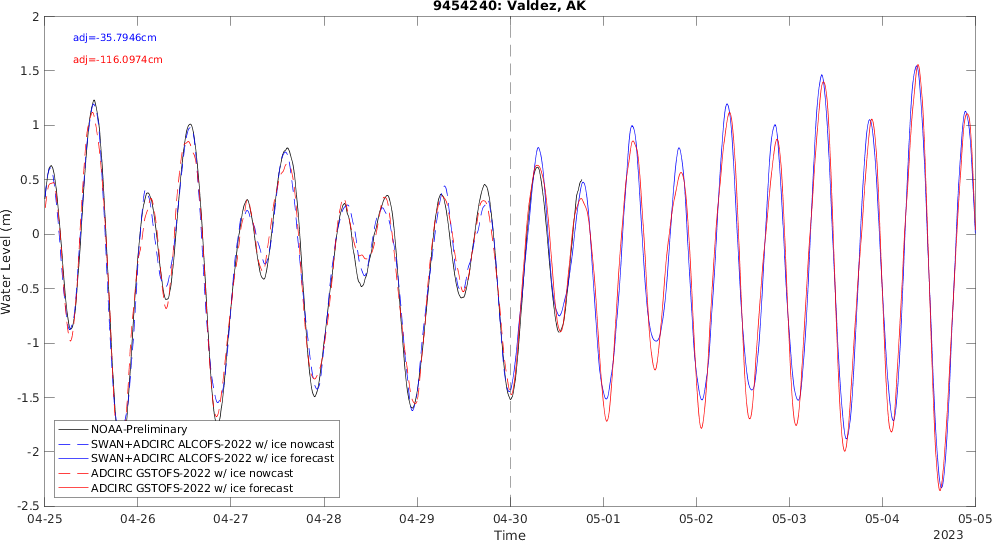 9454240: Valdez, AK
adj=-35.7946cm
adj=-116.0974cm
Water Level (m)
2
1.5
1
0.5
0
-0.5
-1
-1.5
-2
-2.5
NOAA-Preliminary
SWAN+ADCIRC ALCOFS-2022 w/ ice nowcast
SWAN+ADCIRC ALCOFS-2022 w/ ice forecast
ADCIRC GSTOFS-2022 w/ ice nowcast
ADCIRC GSTOFS-2022 w/ ice forecast
04-25 04-26 04-27 04-28 04-29 04-30 05-01 05-02 05-03 05-04 05-05
Time
2023